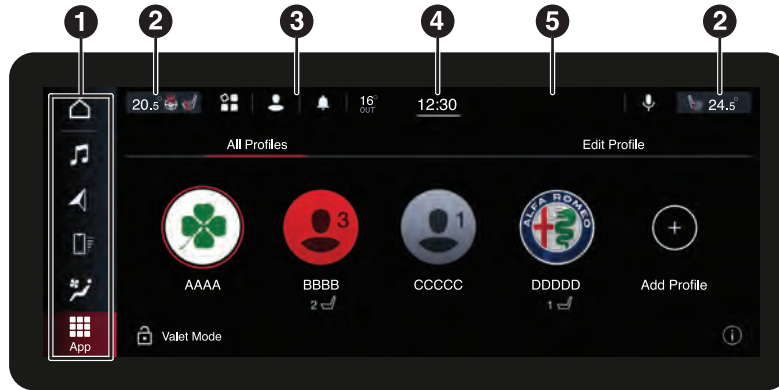 1 2 3 4 5 2
20.5° 16° OUT 12:30 24.5°
All Profiles Edit Profile
ALFA ROMEO
3 1
AAAA BBBB CCCCC DDDDD Add Profile
2 1
App Valet Mode i